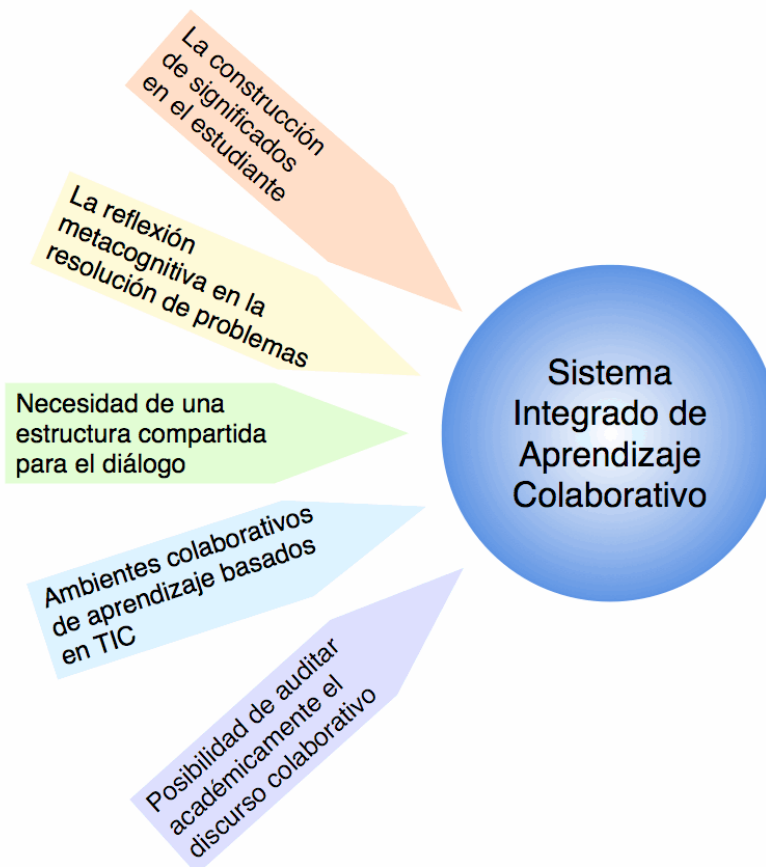 La construcción
de significados
en el estudiante
La reflexión
metacognitiva en la
resolución de problemas
Necesidad de una
estructura compartida
para el diálogo
Ambientes colaborativos
de aprendizaje basados
en TIC
Posibilidad de auditar
académicamente el
discurso colaborativo
Sistema
Integrado de
Aprendizaje
Colaborativo